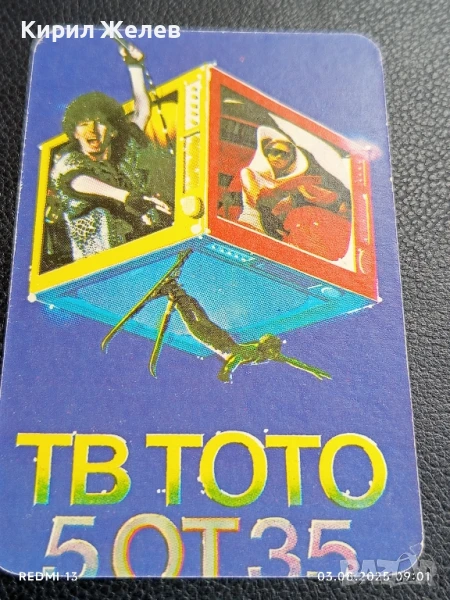 Кирил Желев
ТВ ТОТО
5 ОТ 35
REDMI 13
03.06.2025 09:01